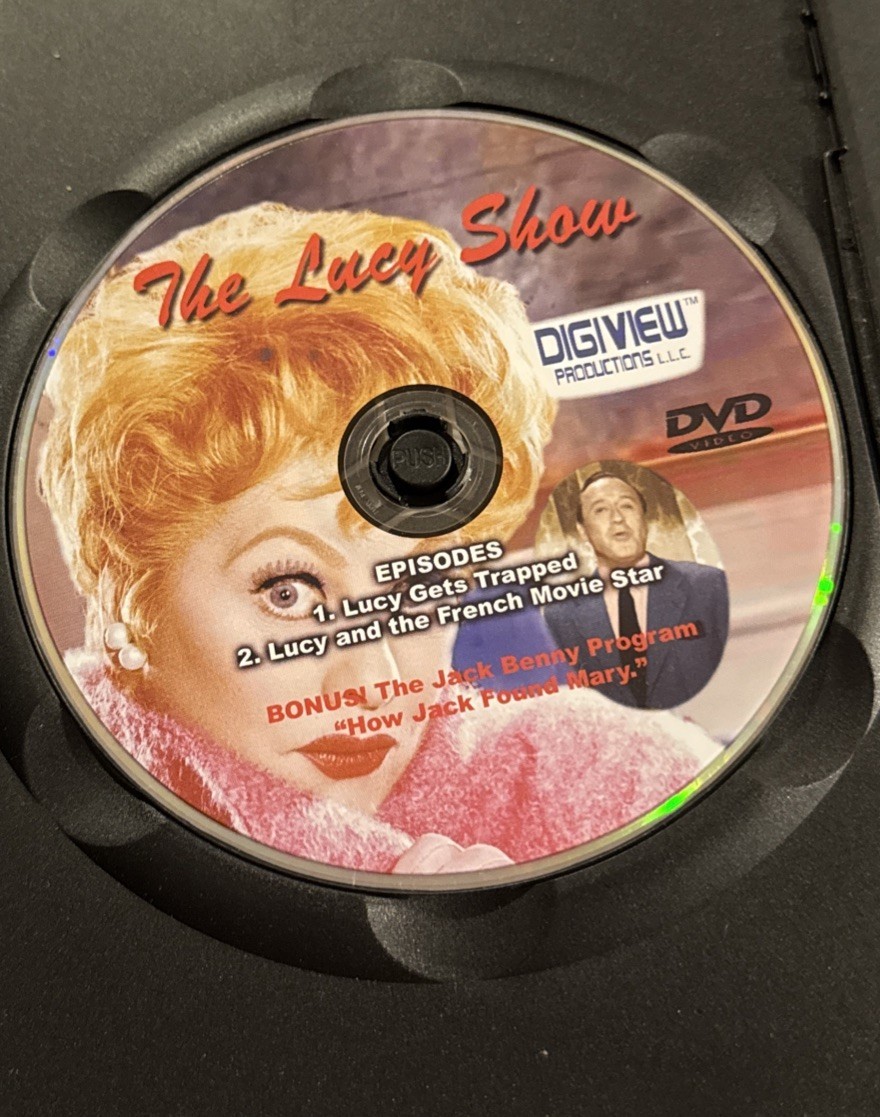 The Lucy Show
DIGIVIEW™
PRODUCTIONS L.L.C.
DVD
VIDEO
PUSH
EPISODES
1. Lucy Gets Trapped
2. Lucy and the French Movie Star
BONUS! The Jack Benny Program
“How Jack Found Mary.”